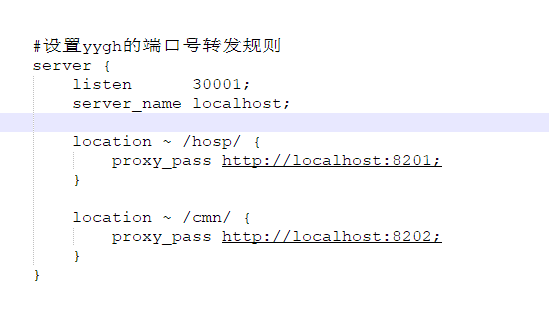 #设置yygh的端口号转发规则
server {
listen 30001;
server_name localhost;
location ~ /hosp/ {
proxy_pass http://localhost:8201;
}
location ~ /cmn/ {
proxy_pass http://localhost:8202;
}
}